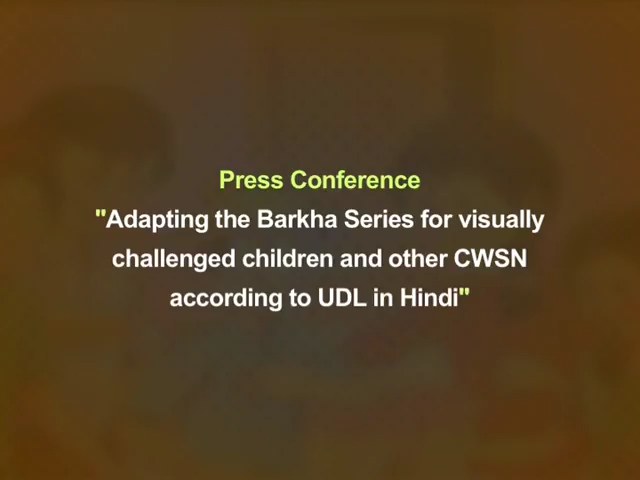 Press Conference
"Adapting the Barkha Series for visually
challenged children and other CWSN
according to UDL in Hindi"